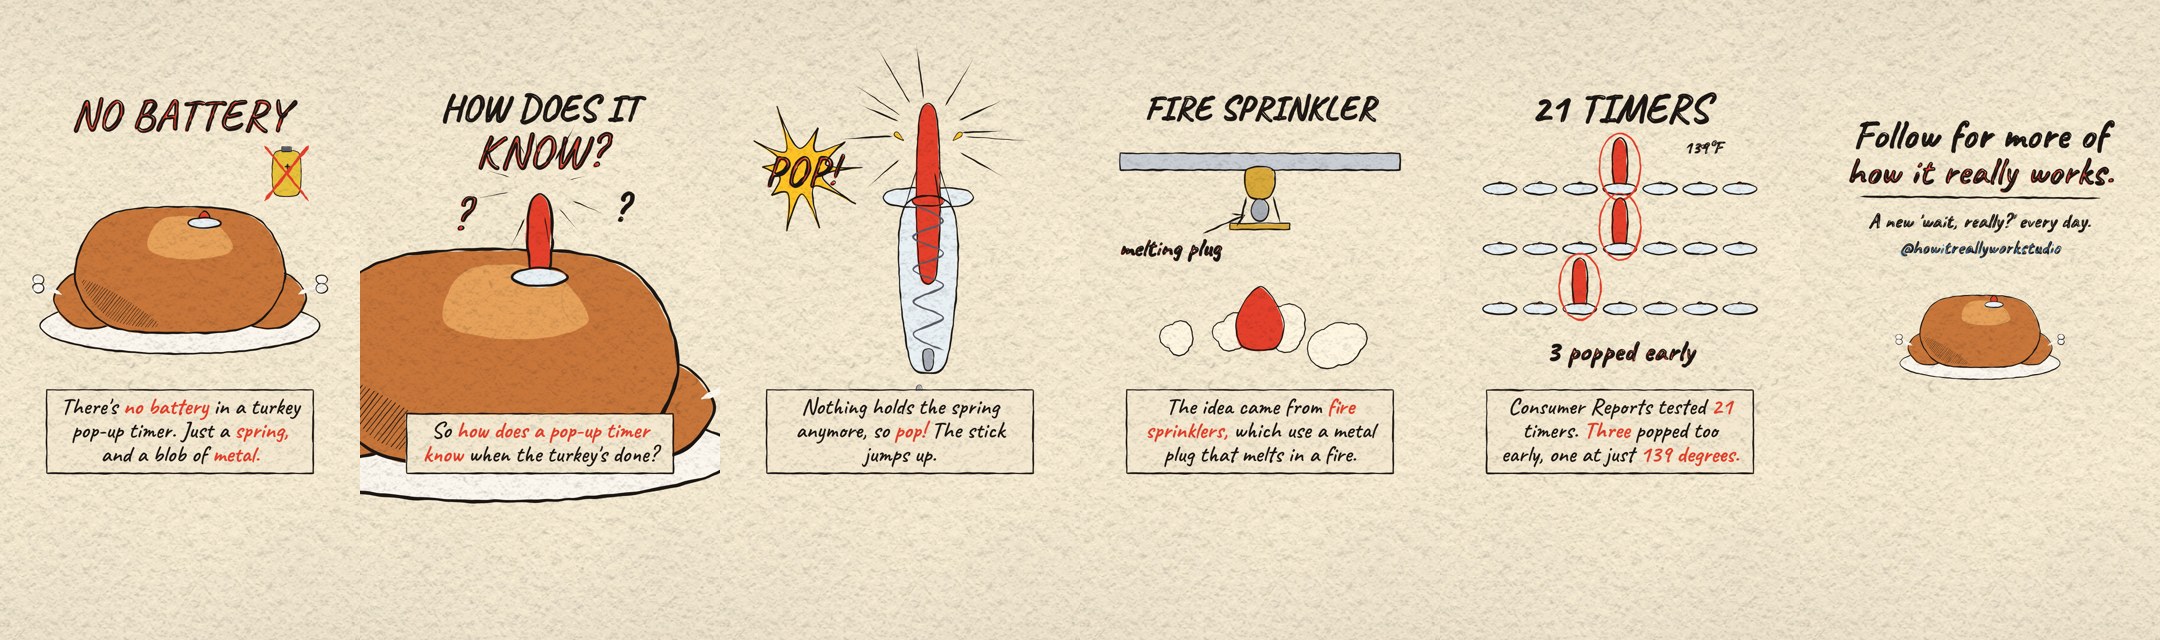 NO BATTERY
There's no battery in a turkey
pop-up timer. Just a spring,
and a blob of metal.
HOW DOES IT
KNOW?
?
?
So how does a pop-up timer
know when the turkey's done?
POP!
Nothing holds the spring
anymore, so pop! The stick
jumps up.
FIRE SPRINKLER
melting plug
The idea came from fire
sprinklers, which use a metal
plug that melts in a fire.
21 TIMERS
139°F
3 popped early
Consumer Reports tested 21
timers. Three popped too
early, one at just 139 degrees.
Follow for more of
how it really works.
A new 'wait, really?' every day.
@howitreallyworkstudio